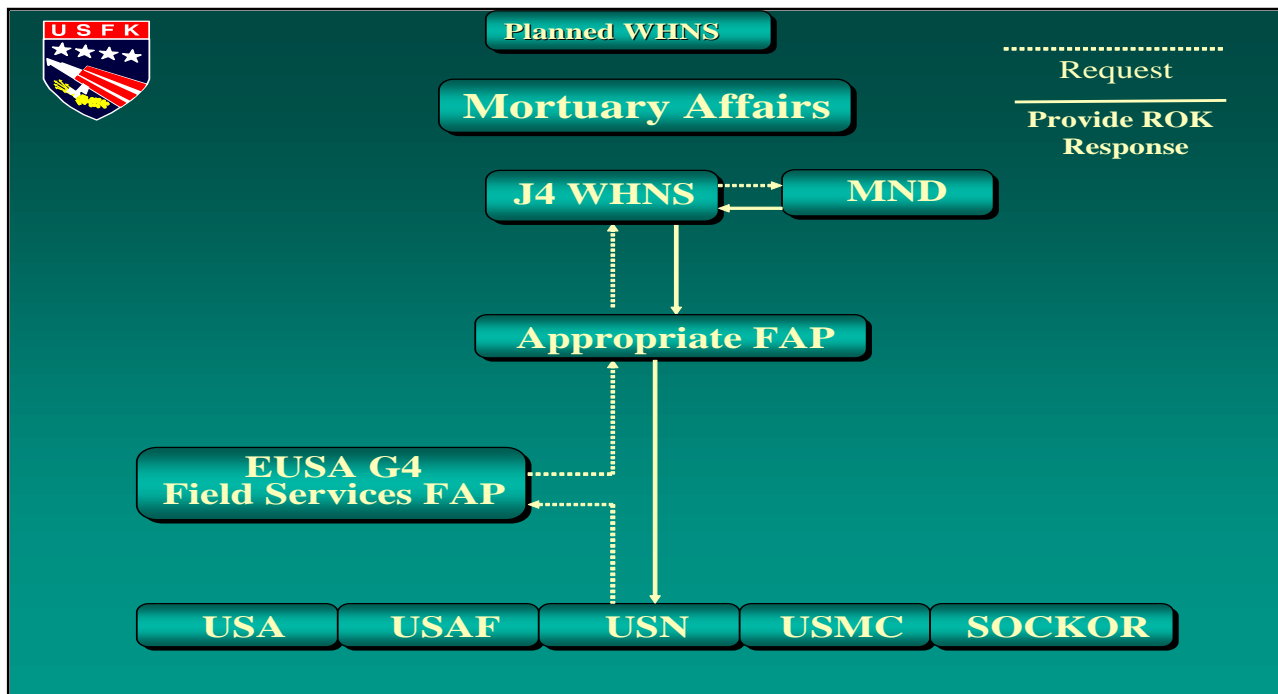 USFK
Planned WHNS
Request
Mortuary Affairs
Provide ROK
Response
J4 WHNS
MND
Appropriate FAP
EUSA G4
Field Services FAP
USA
USAF
USN
USMC
SOCKOR